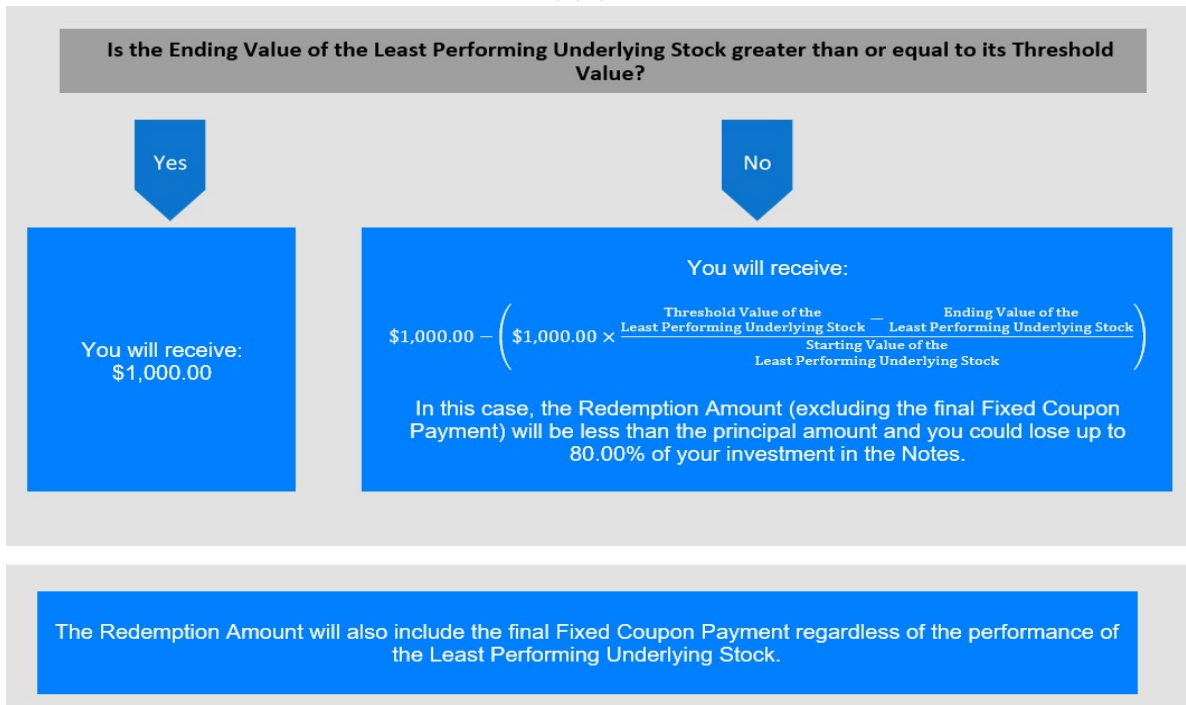 Is the Ending Value of the Least Performing Underlying Stock greater than or equal to its Threshold
Value?
Yes
No
You will receive:
$1,000.00
You will receive:
$1,000.00 − ($1,000.00 × (Threshold Value of the Least Performing Underlying Stock − Ending Value of the Least Performing Underlying Stock) / Starting Value of the Least Performing Underlying Stock)
In this case, the Redemption Amount (excluding the final Fixed Coupon
Payment) will be less than the principal amount and you could lose up to
80.00% of your investment in the Notes.
The Redemption Amount will also include the final Fixed Coupon Payment regardless of the performance of
the Least Performing Underlying Stock.